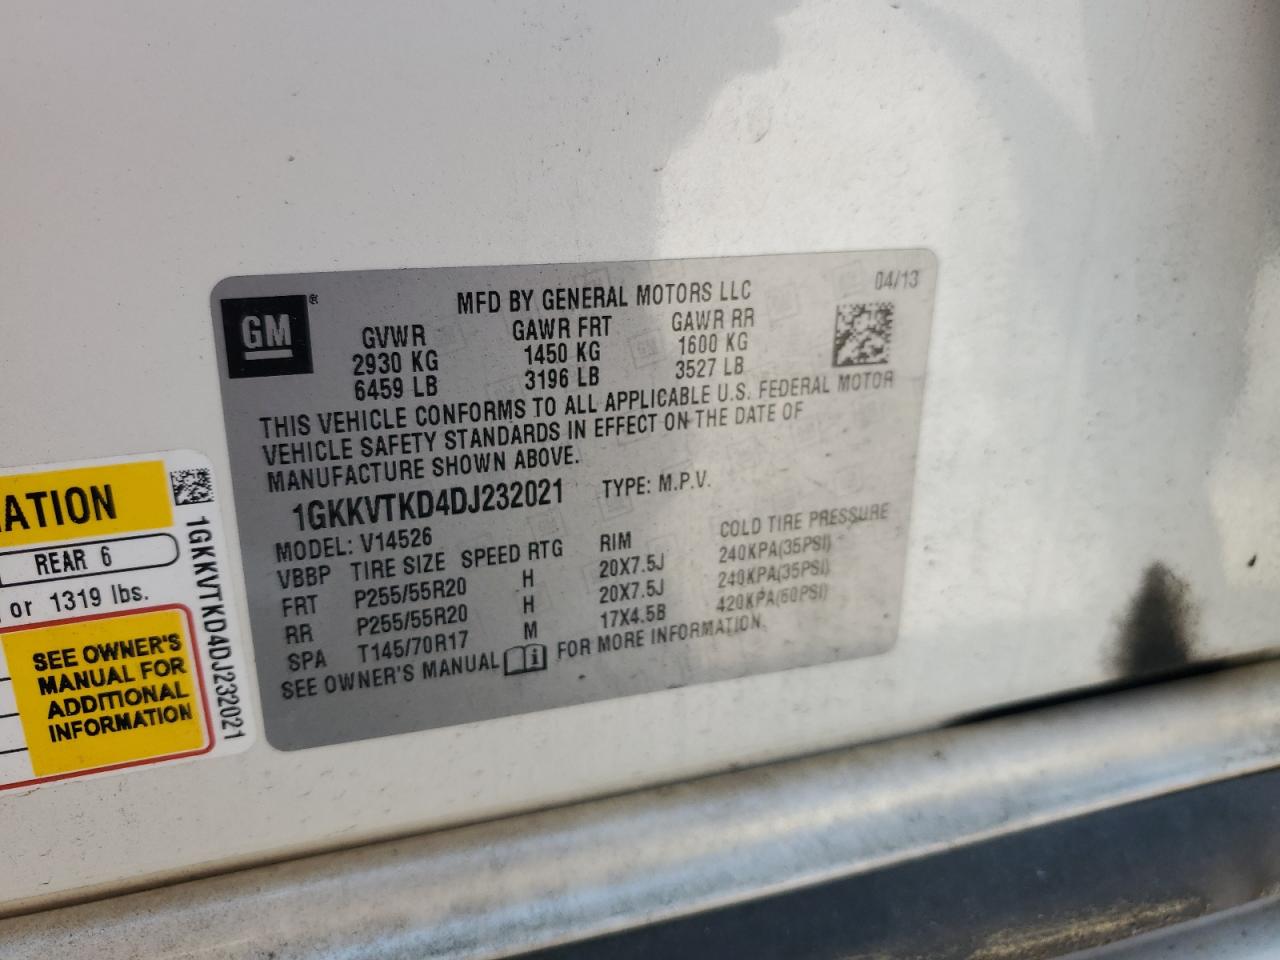 GM ®
MFD BY GENERAL MOTORS LLC
04/13
GVWR GAWR FRT GAWR RR
2930 KG 1450 KG 1600 KG
6459 LB 3196 LB 3527 LB
THIS VEHICLE CONFORMS TO ALL APPLICABLE U.S. FEDERAL MOTOR
VEHICLE SAFETY STANDARDS IN EFFECT ON THE DATE OF
MANUFACTURE SHOWN ABOVE.
1GKKVTKD4DJ232021 TYPE: M.P.V.
MODEL: V14526
VBBP TIRE SIZE SPEED RTG RIM COLD TIRE PRESSURE
FRT P255/55R20 H 20X7.5J 240KPA(35PSI)
RR P255/55R20 H 20X7.5J 240KPA(35PSI)
SPA T145/70R17 M 17X4.5B 420KPA(60PSI)
SEE OWNER'S MANUAL FOR MORE INFORMATION.
ATION
REAR 6
or 1319 lbs.
SEE OWNER'S
MANUAL FOR
ADDITIONAL
INFORMATION
1GKKVTKD4DJ232021